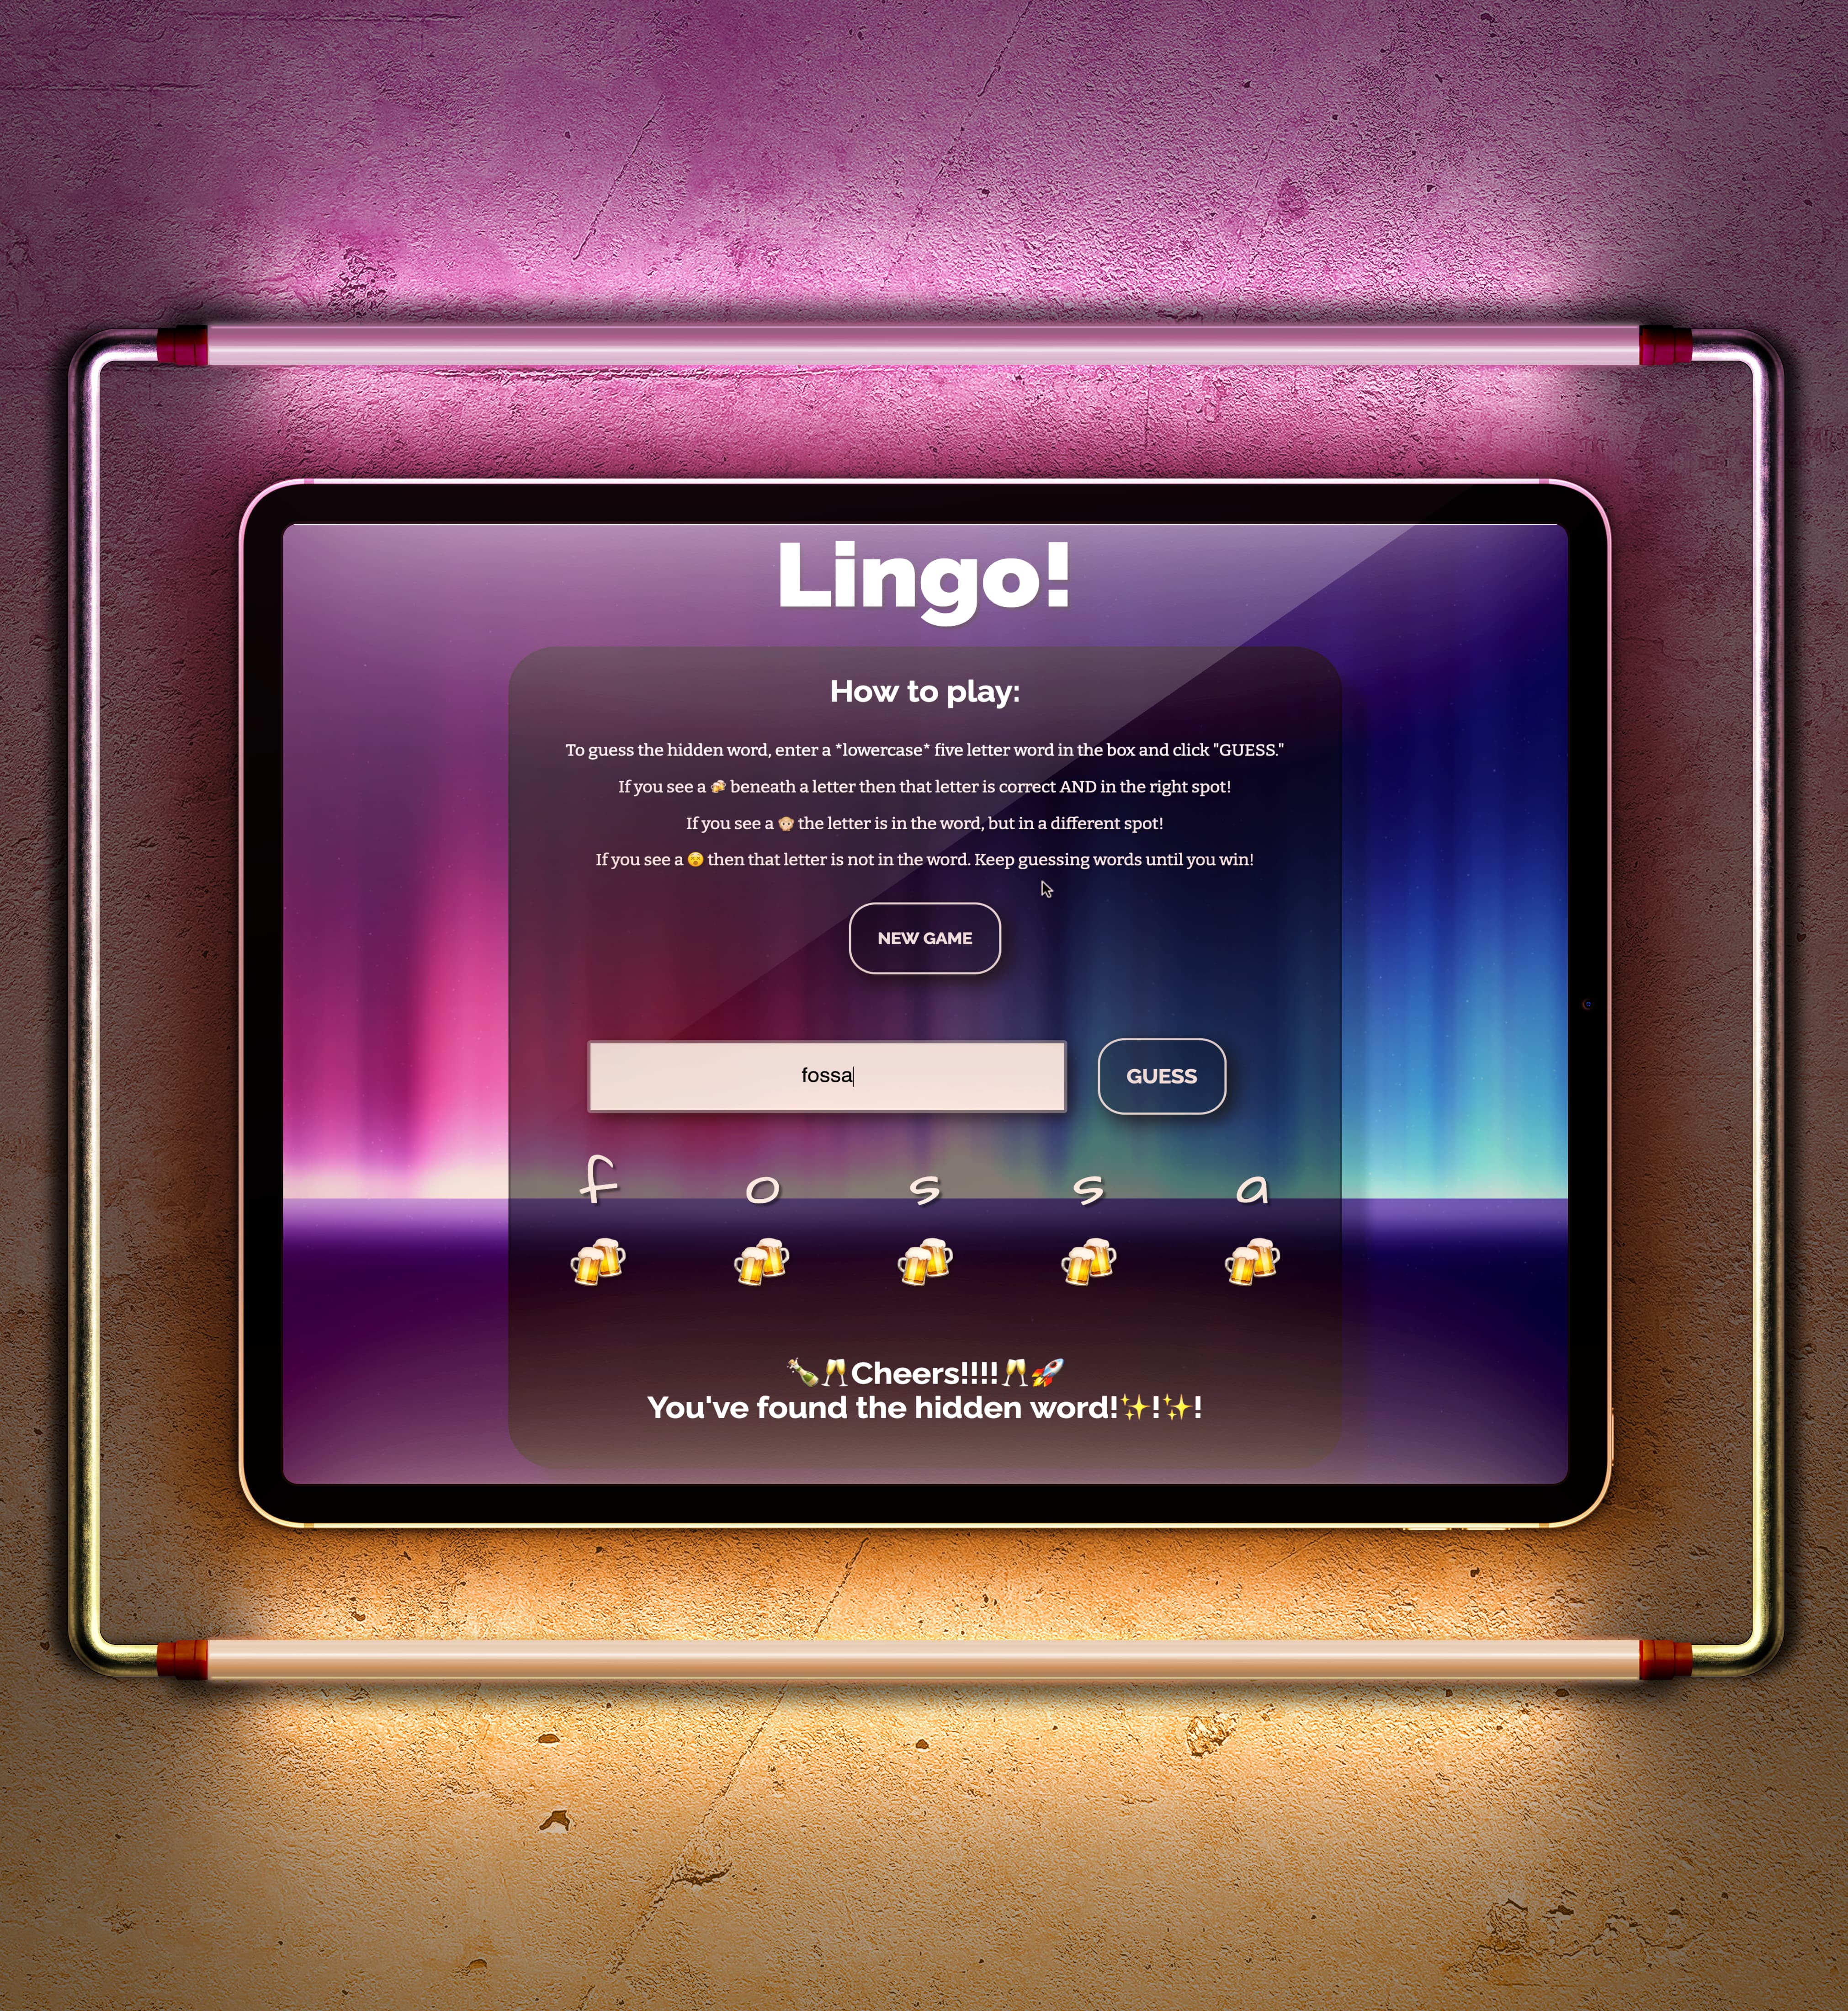 Lingo!
How to play:
To guess the hidden word, enter a *lowercase* five letter word in the box and click "GUESS."
If you see a 🍻 beneath a letter then that letter is correct AND in the right spot!
If you see a 🐵 the letter is in the word, but in a different spot!
If you see a 😵 then that letter is not in the word. Keep guessing words until you win!
NEW GAME
fossa GUESS
f o s s a
🍻 🍻 🍻 🍻 🍻
🍾🥂Cheers!!!!🥂🚀
You've found the hidden word!✨!✨!